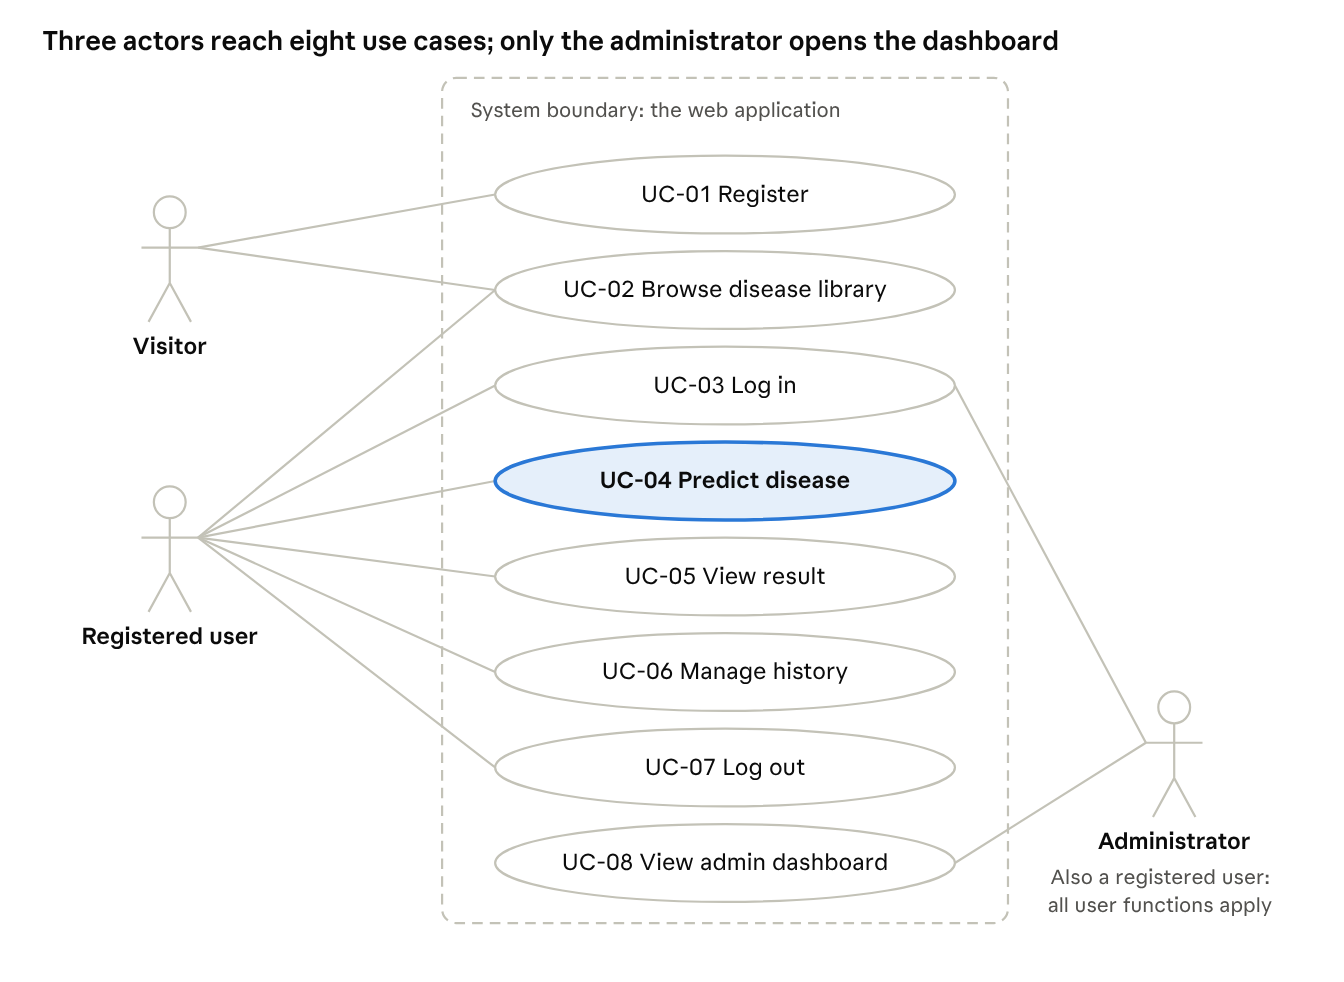 Three actors reach eight use cases; only the administrator opens the dashboard
System boundary: the web application
UC-01 Register
UC-02 Browse disease library
Visitor
UC-03 Log in
UC-04 Predict disease
UC-05 View result
Registered user
UC-06 Manage history
UC-07 Log out
UC-08 View admin dashboard
Administrator
Also a registered user:
all user functions apply